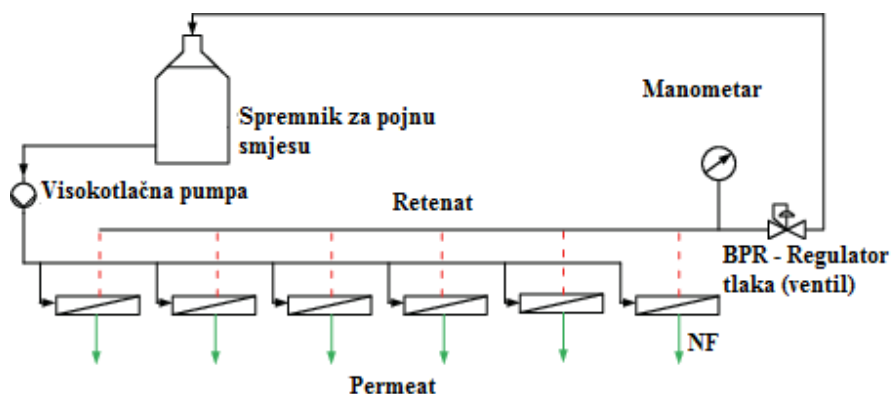 Manometar
Spremnik za pojnu
smjesu
Visokotlačna pumpa
Retenat
BPR - Regulator
tlaka (ventil)
NF
Permeat